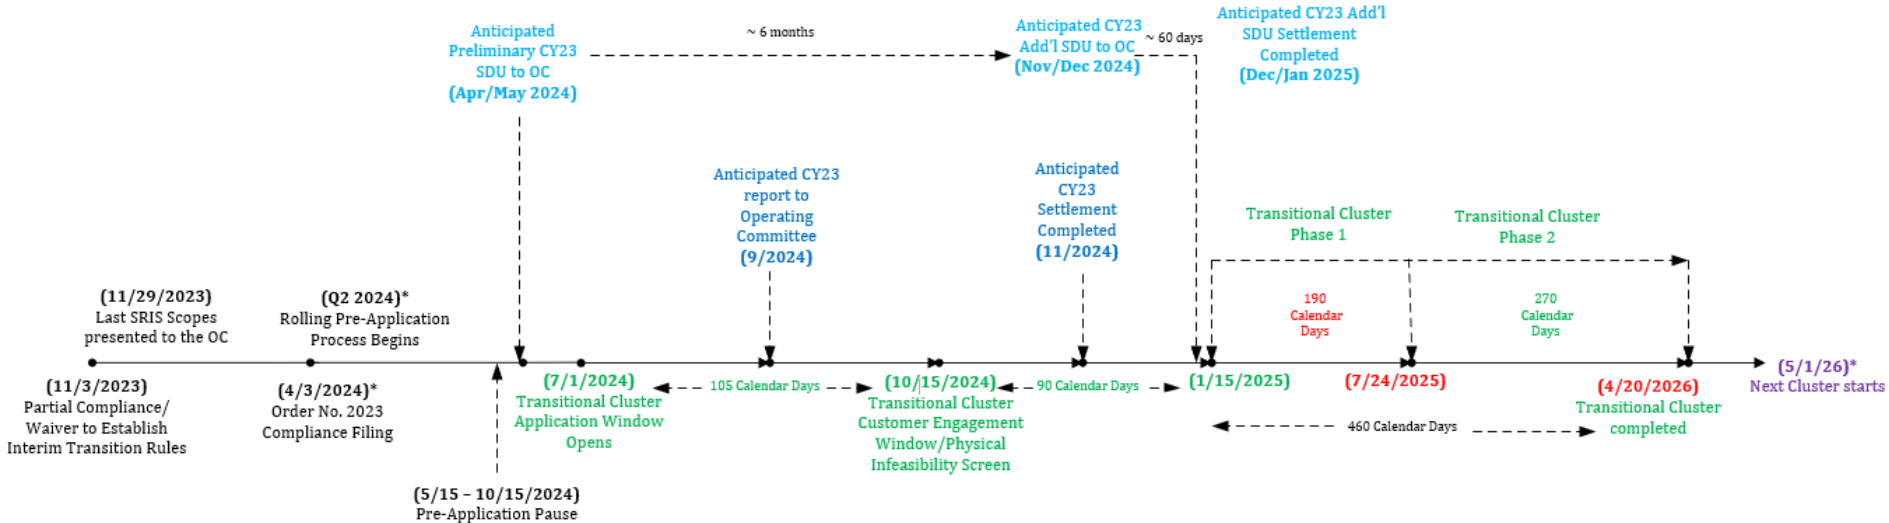 Anticipated
Preliminary CY23
SDU to OC
(Apr/May 2024)
~ 6 months
Anticipated CY23
Add'l SDU to OC
(Nov/Dec 2024)
~ 60 days
Anticipated CY23 Add'l
SDU Settlement
Completed
(Dec/Jan 2025)
Anticipated CY23
report to
Operating
Committee
(9/2024)
Anticipated
CY23
Settlement
Completed
(11/2024)
Transitional Cluster
Phase 1
Transitional Cluster
Phase 2
190
Calendar
Days
270
Calendar
Days
(11/29/2023)
Last SRIS Scopes
presented to the OC
(Q2 2024)*
Rolling Pre-Application
Process Begins
(11/3/2023)
Partial Compliance/
Waiver to Establish
Interim Transition Rules
(4/3/2024)*
Order No. 2023
Compliance Filing
(5/15 – 10/15/2024)
Pre-Application Pause
(7/1/2024)
Transitional Cluster
Application Window
Opens
105 Calendar Days
(10/15/2024)
Transitional Cluster
Customer Engagement
Window/Physical
Infeasibility Screen
90 Calendar Days
(1/15/2025)
(7/24/2025)
460 Calendar Days
(4/20/2026)
Transitional Cluster
completed
(5/1/26)*
Next Cluster starts